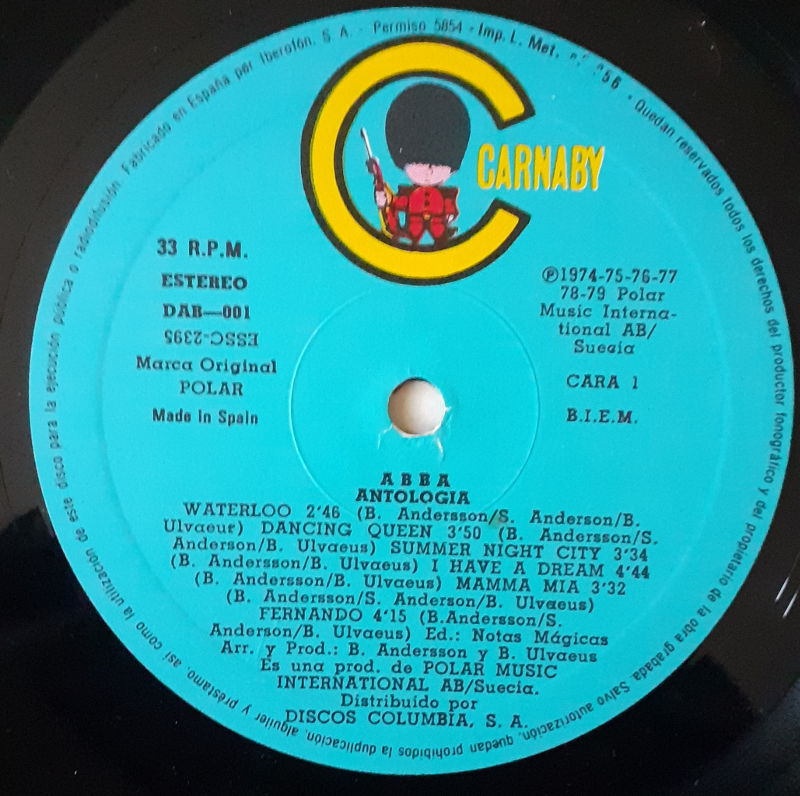 Fabricado en España por Iberofón, S. A. - Permiso 5854 - Imp. L. Met. 56 - Quedan reservados todos los derechos del productor fonográfico y del propietario de la obra grabada. Salvo autorización, quedan prohibidos la duplicación, alquiler y préstamo, así como la utilización de este disco para la ejecución pública o radiodifusión.
CARNABY
33 R.P.M.
ESTEREO
DAB—001
ESSC-2395
Marca Original
POLAR
Made In Spain
Ⓟ1974-75-76-77
78-79 Polar
Music Interna-
tional AB/
Suecia
CARA 1
B.I.E.M.
ABBA
ANTOLOGIA
WATERLOO 2'46 (B. Andersson/S. Anderson/B.
Ulvaeur) DANCING QUEEN 3'50 (B. Andersson/S.
Anderson/B. Ulvaeus) SUMMER NIGHT CITY 3'34
(B. Andersson/B. Ulvaeus) I HAVE A DREAM 4'44
(B. Andersson/B. Ulvaeus) MAMMA MIA 3'32
(B. Andersson/S. Anderson/B. Ulvaeus)
FERNANDO 4'15 (B.Andersson/S.
Anderson/B. Ulvaeus) Ed.: Notas Mágicas
Arr. y Prod.: B. Andersson y B. Ulvaeus
Es una prod. de POLAR MUSIC
INTERNATIONAL AB/Suecia.
Distribuído por
DISCOS COLUMBIA, S. A.